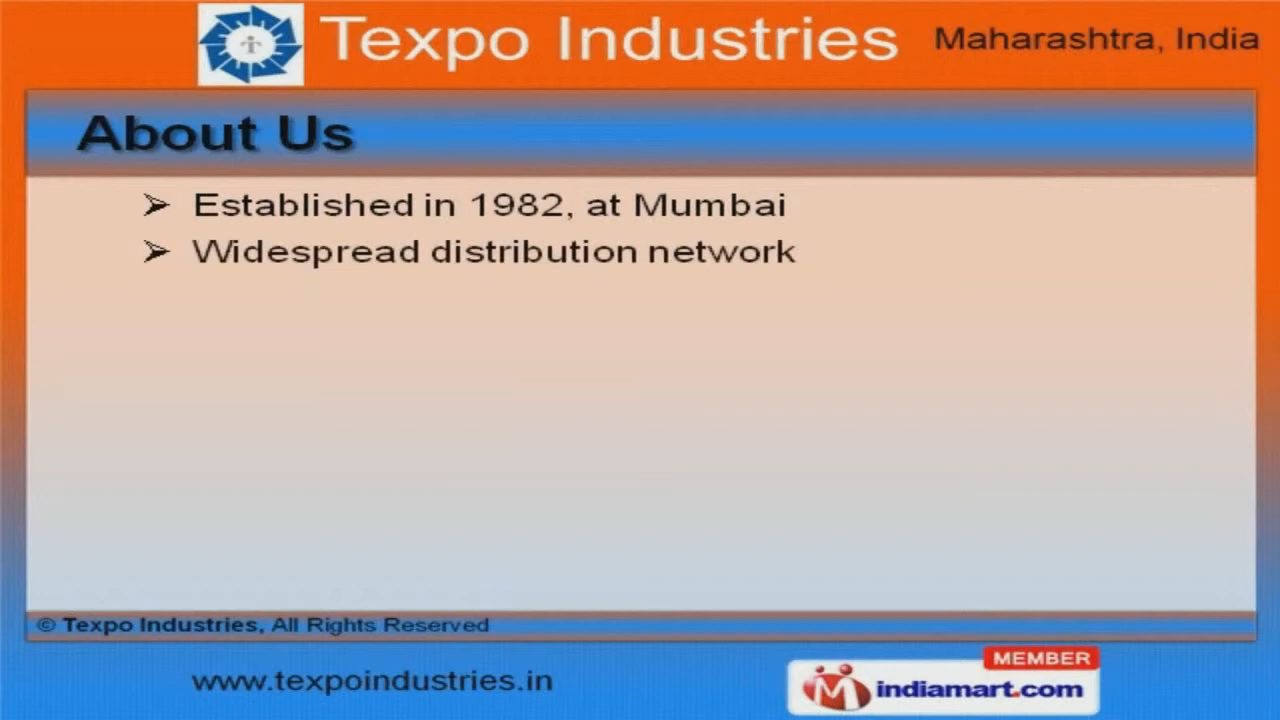 Texpo Industries
Maharashtra, India
About Us
➢ Established in 1982, at Mumbai
➢ Widespread distribution network
© Texpo Industries, All Rights Reserved
www.texpoindustries.in
MEMBER
indiamart.com